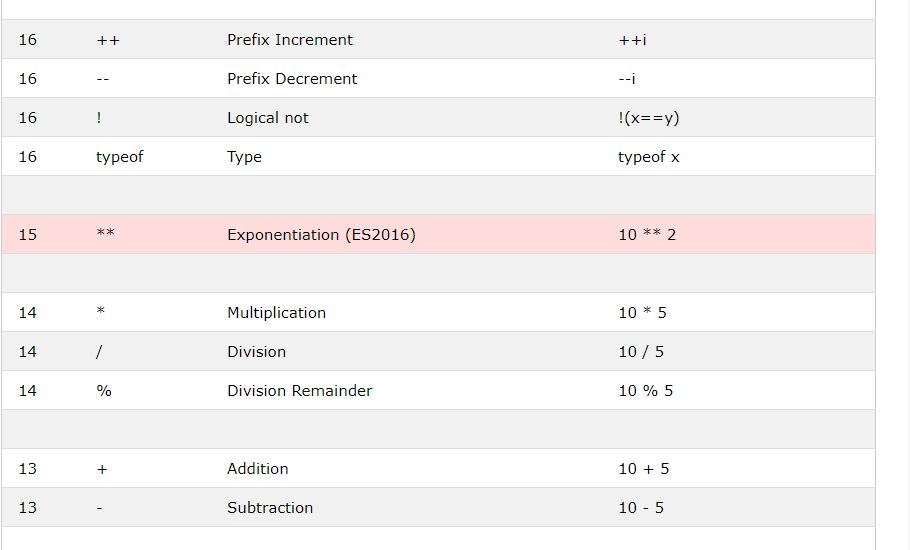 16 ++ Prefix Increment ++i
16 -- Prefix Decrement --i
16 ! Logical not !(x==y)
16 typeof Type typeof x
15 ** Exponentiation (ES2016) 10 ** 2
14 * Multiplication 10 * 5
14 / Division 10 / 5
14 % Division Remainder 10 % 5
13 + Addition 10 + 5
13 - Subtraction 10 - 5